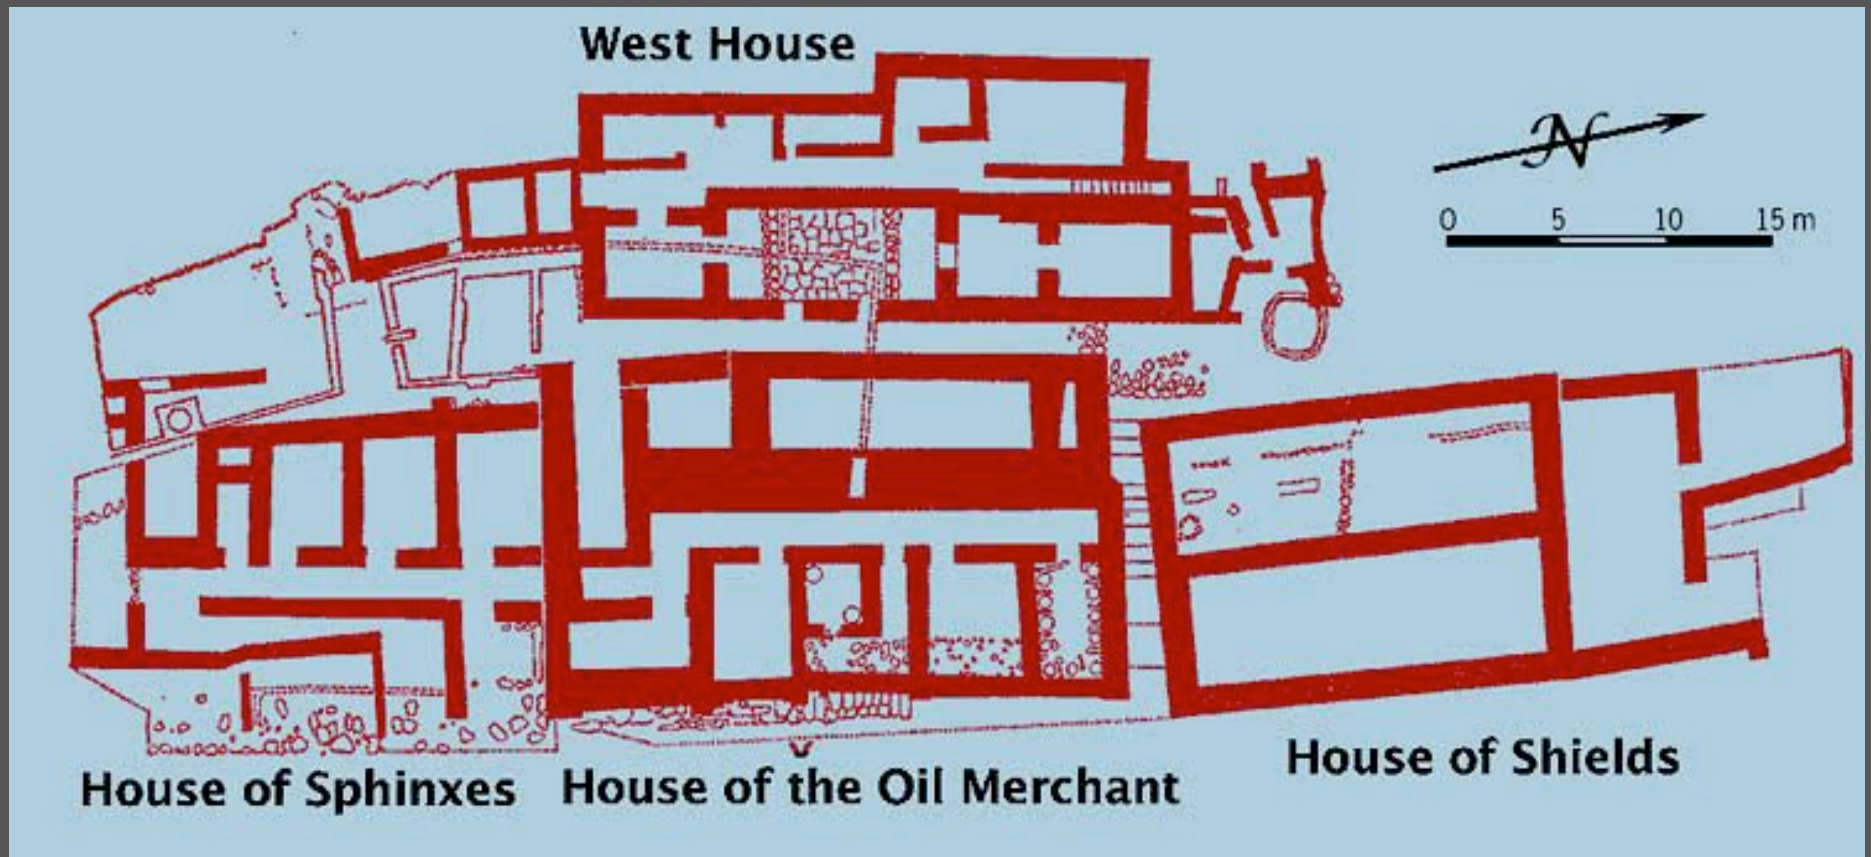 West House
N
0 5 10 15 m
House of Sphinxes
House of the Oil Merchant
House of Shields